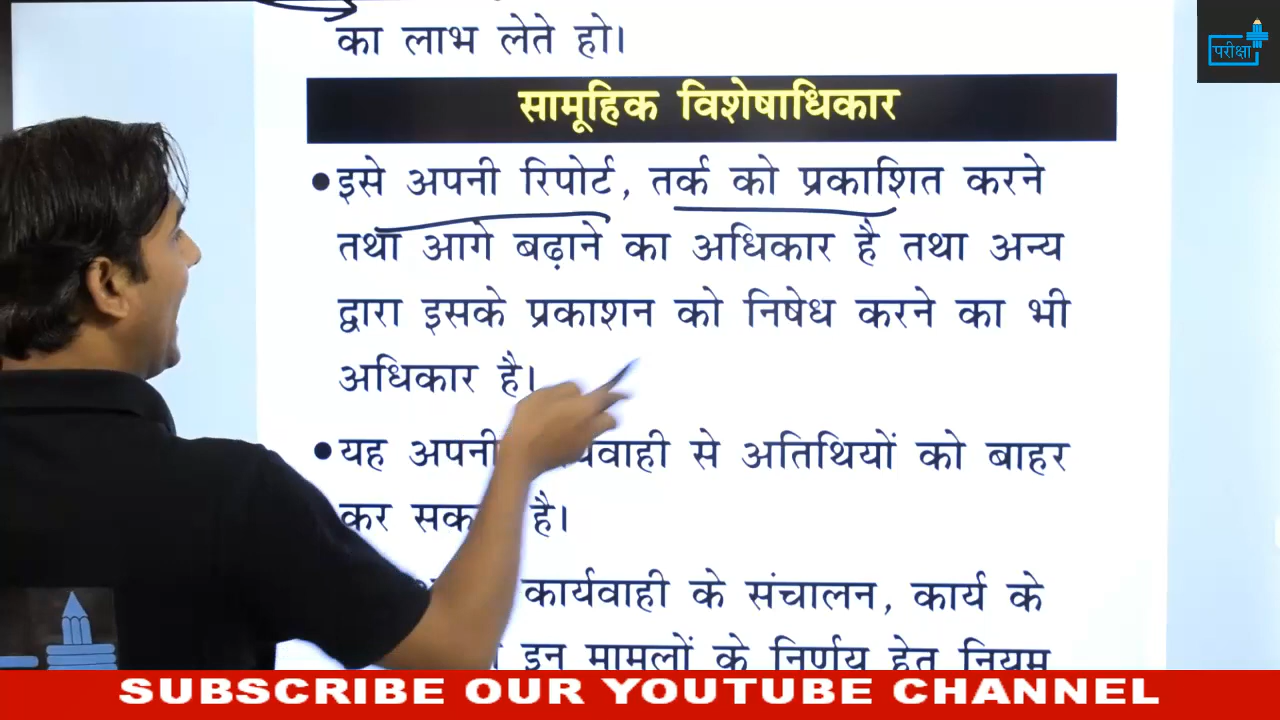 का लाभ लेते हो।
परीक्षा
सामूहिक विशेषाधिकार
•इसे अपनी रिपोर्ट, तर्क को प्रकाशित करने
तथा आगे बढ़ाने का अधिकार है तथा अन्य
द्वारा इसके प्रकाशन को निषेध करने का भी
अधिकार है।
•यह अपनी से अतिथियों को बाहर
कर है।
कार्यवाही के संचालन, कार्य के
इन मामलों के निर्णय हेतु नियम
SUBSCRIBE OUR YOUTUBE CHANNEL